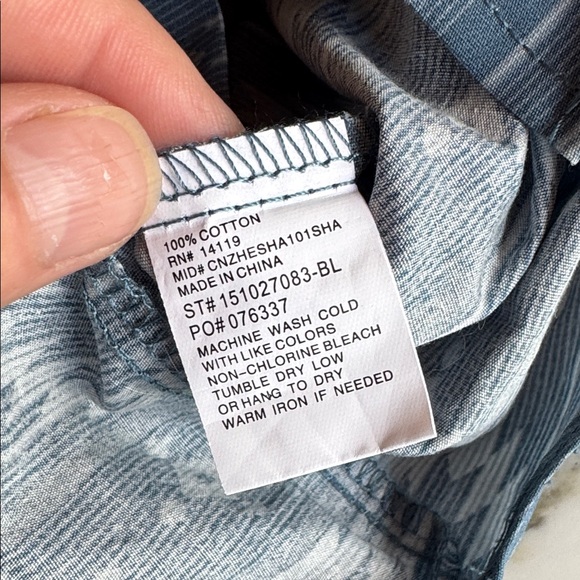 100% COTTON
RN# 14119
MID# CNZHESHA101SHA
MADE IN CHINA
ST# 151027083-BL
PO# 076337
MACHINE WASH COLD
WITH LIKE COLORS
NON-CHLORINE BLEACH
TUMBLE DRY LOW
OR HANG TO DRY
WARM IRON IF NEEDED